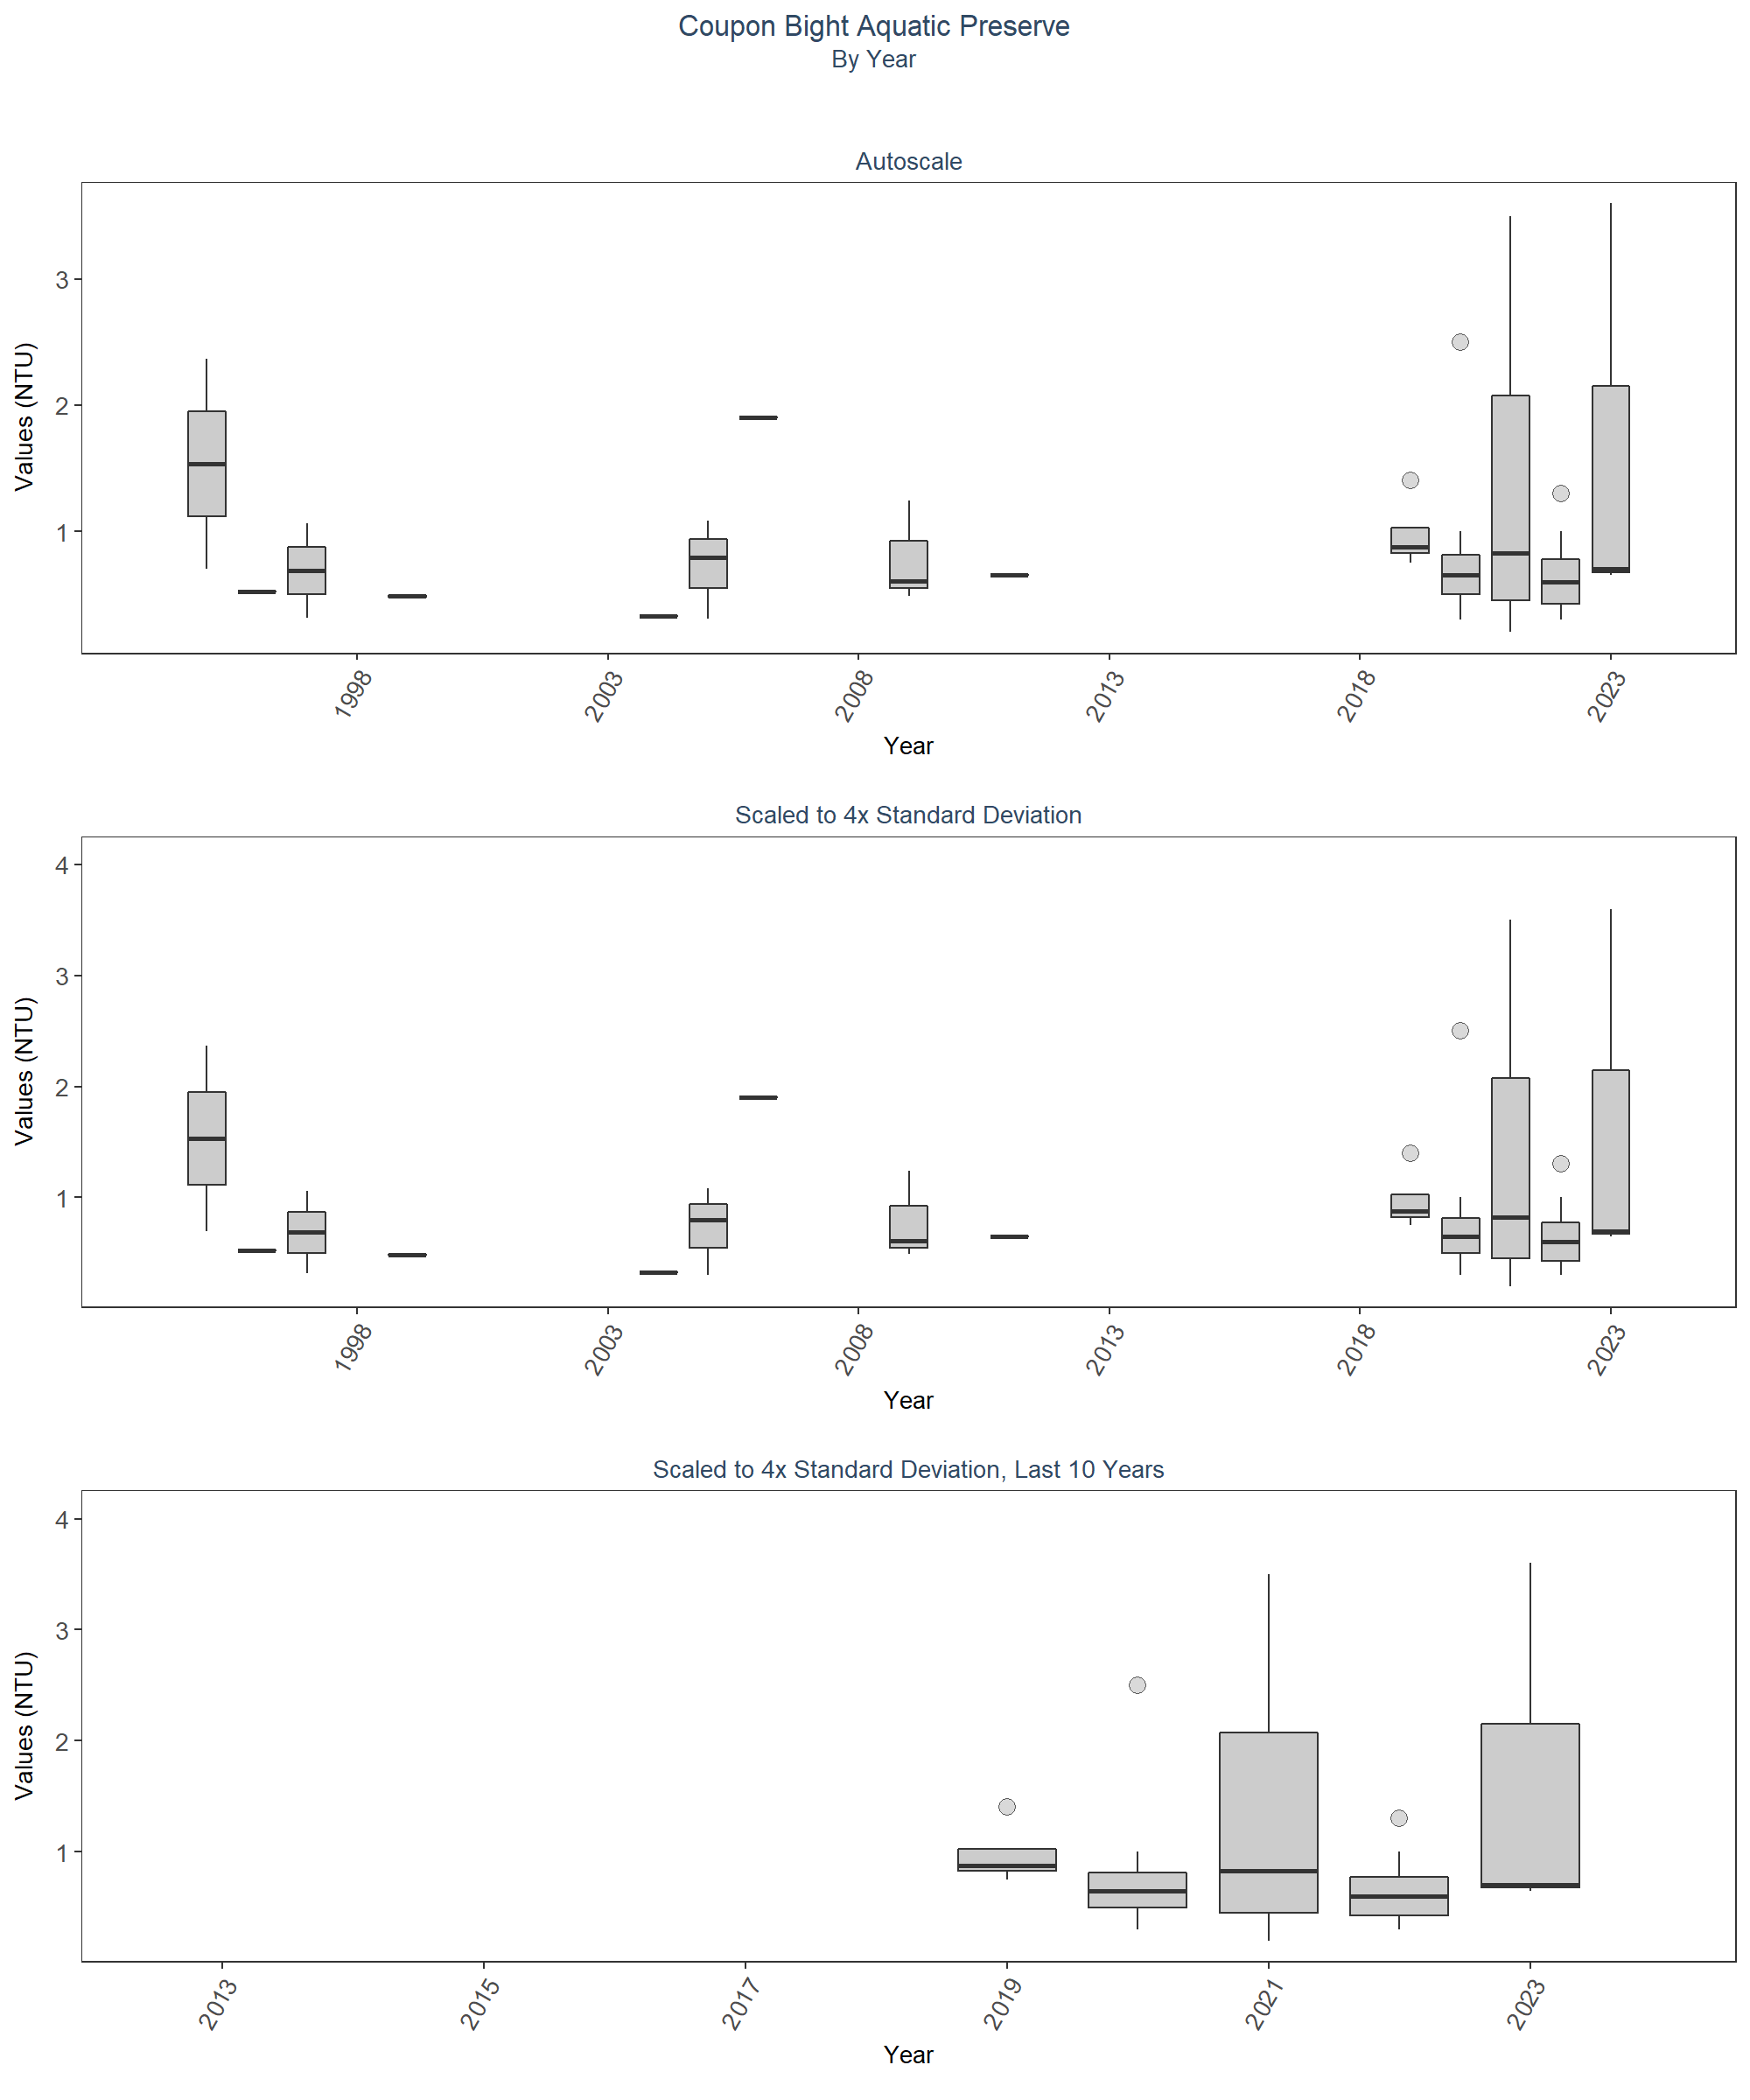 Coupon Bight Aquatic Preserve
By Year
Autoscale
Values (NTU)
3
2
1
1998 2003 2008 2013 2018 2023
Year
Scaled to 4x Standard Deviation
Values (NTU)
4
3
2
1
1998 2003 2008 2013 2018 2023
Year
Scaled to 4x Standard Deviation, Last 10 Years
Values (NTU)
4
3
2
1
2013 2015 2017 2019 2021 2023
Year